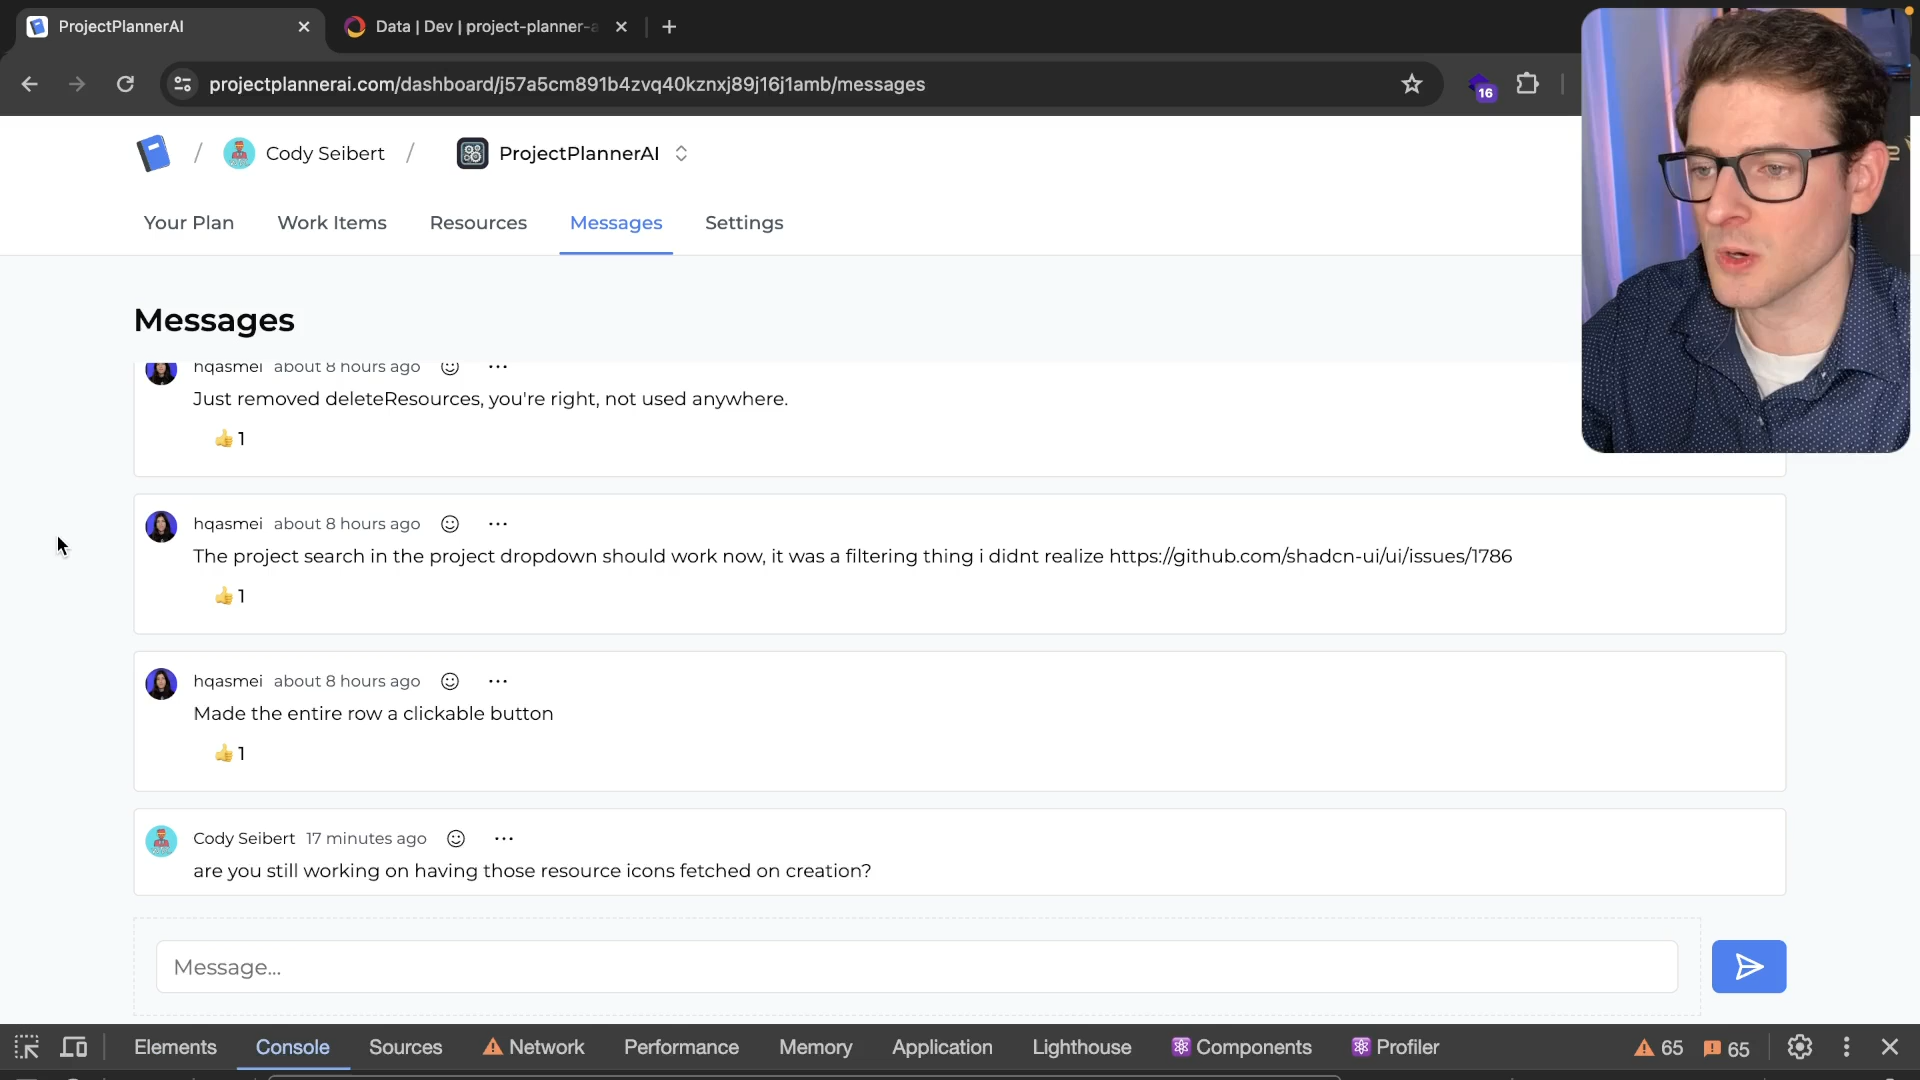 ProjectPlannerAI
Data | Dev | project-planner-a
projectplannerai.com/dashboard/j57a5cm891b4zvq40kznxj89j16j1amb/messages
16
/ Cody Seibert / ProjectPlannerAI
Your Plan Work Items Resources Messages Settings
Messages
hqasmei about 8 hours ago
Just removed deleteResources, you're right, not used anywhere.
👍 1
hqasmei about 8 hours ago
The project search in the project dropdown should work now, it was a filtering thing i didnt realize https://github.com/shadcn-ui/ui/issues/1786
👍 1
hqasmei about 8 hours ago
Made the entire row a clickable button
👍 1
Cody Seibert 17 minutes ago
are you still working on having those resource icons fetched on creation?
Message...
Elements Console Sources Network Performance Memory Application Lighthouse Components Profiler 65 65